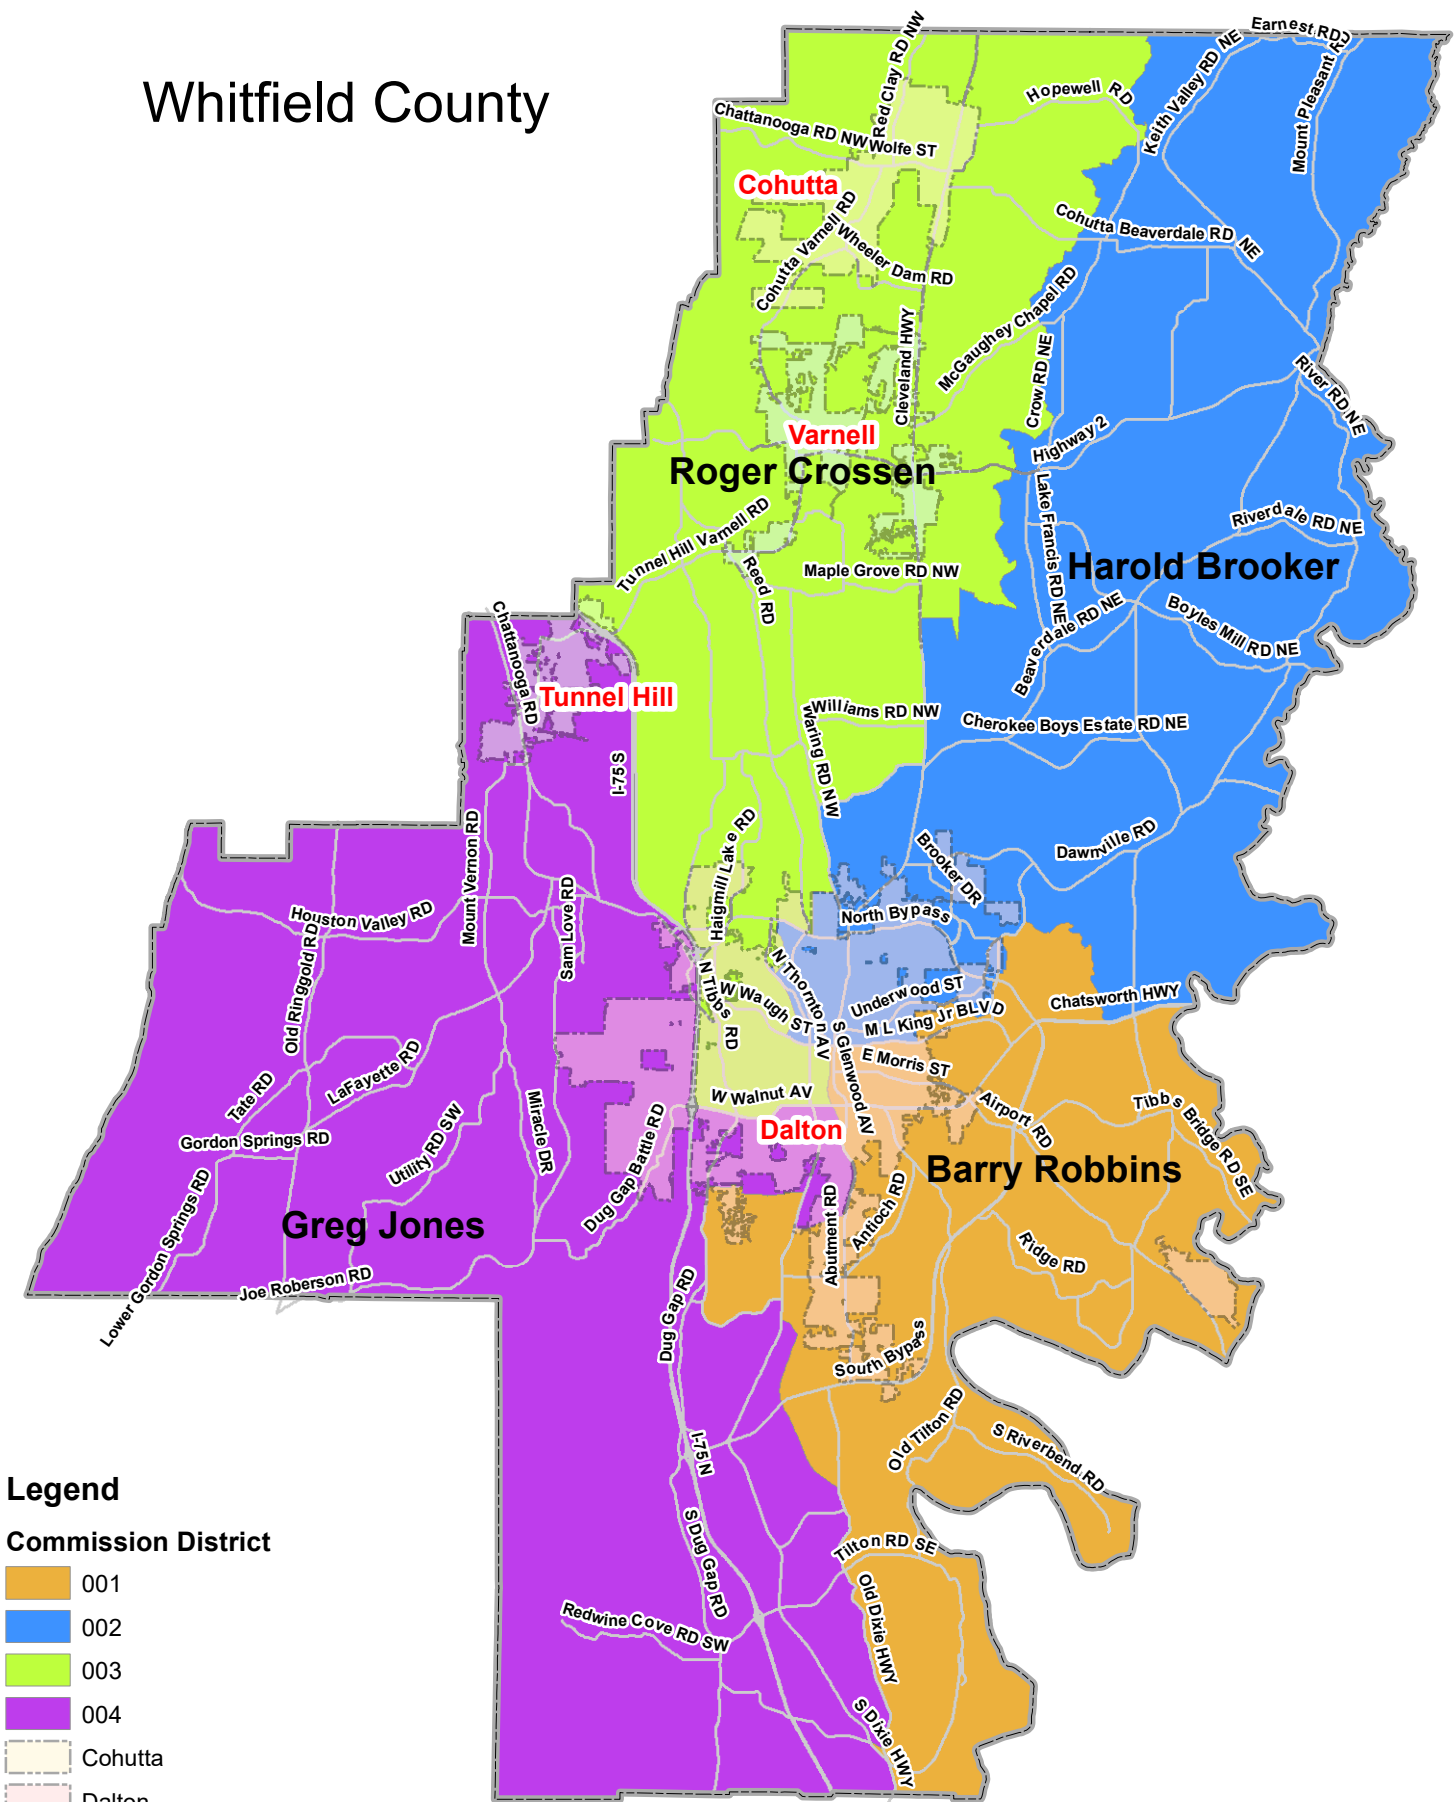 Whitfield County
Earnest RD
Red Clay RD NW
Keith Valley RD NE
Mount Pleasant
Hopewell RD
Chattanooga RD NW
Wolfe ST
Cohutta
Cohutta Varnell RD
Wheeler Dam RD
Cohutta Beaverdale RD NE
McGaughey Chapel RD
Cleveland HWY
Crow RD NE
River RD NE
Varnell
Highway 2
Roger Crossen
Lake Francis RD NE
Tunnel Hill Varnell RD
Riverdale RD NE
Reed RD
Maple Grove RD NW
Harold Brooker
Chattanooga RD
Beaverdale RD NE
Boyles Mill RD NE
Tunnel Hill
Williams RD NW
Waring RD NW
Cherokee Boys Estate RD NE
I-75 S
Mount Vernon RD
Haigmill Lake RD
Brooker DR
Dawnville RD
Houston Valley RD
Sam Love RD
North Bypass
Old Ringgold RD
N Tibbs RD
W Waugh ST
N Thornton AV
Underwood ST
Chatsworth HWY
M L King Jr BLVD
S Glenwood AV
E Morris ST
Tate RD
LaFayette RD
W Walnut AV
Airport RD
Tibbs Bridge RD SE
Gordon Springs RD
Utility RD SW
Miracle DR
Dug Gap Battle RD
Dalton
Barry Robbins
Lower Gordon Springs RD
Greg Jones
Abutment RD
Antioch RD
Ridge RD
Joe Roberson RD
Dug Gap RD
South Bypass
Old Tilton RD
S Riverbend RD
I-75 N
S Dug Gap RD
Tilton RD SE
Old Dixie HWY
Redwine Cove RD SW
S Dixie HWY
Legend
Commission District
001
002
003
004
Cohutta
Dalton